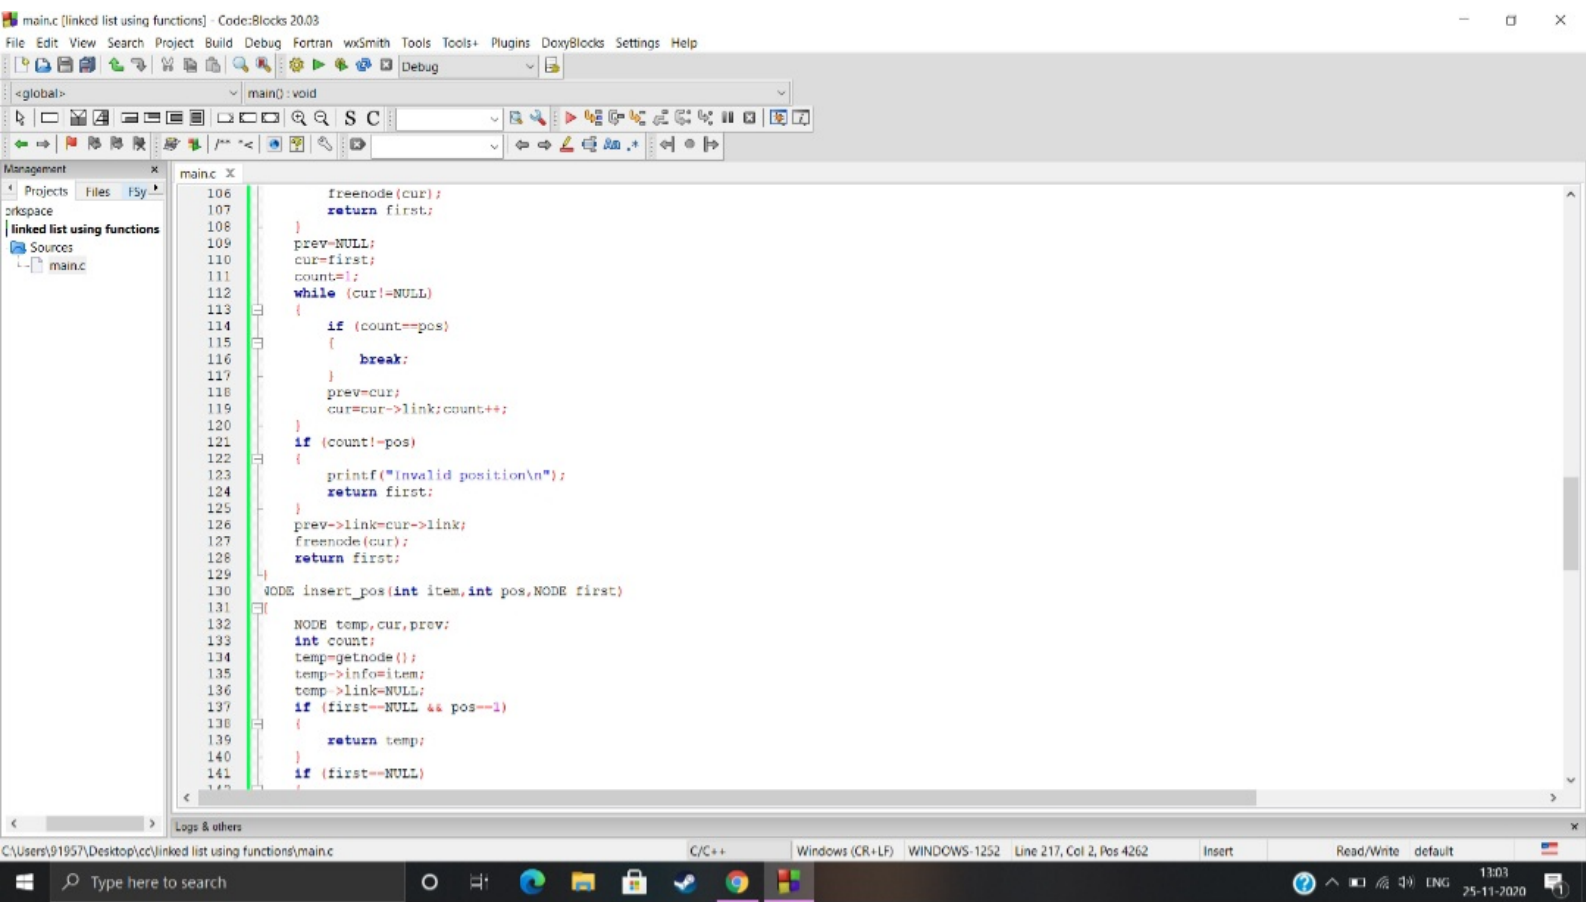 main.c [linked list using functions] - Code::Blocks 20.03
File Edit View Search Project Build Debug Fortran wxSmith Tools Tools+ Plugins DoxyBlocks Settings Help
Debug
<global> main() : void
S C
/** *<
Management
main.c X
Projects Files FSy
orkspace
linked list using functions
Sources
main.c
106 freenode(cur);
107 return first;
108 }
109 prev=NULL;
110 cur=first;
111 count=1;
112 while (cur!=NULL)
113 {
114 if (count==pos)
115 {
116 break;
117 }
118 prev=cur;
119 cur=cur->link;count++;
120 }
121 if (count!=pos)
122 {
123 printf("Invalid position\n");
124 return first;
125 }
126 prev->link=cur->link;
127 freenode(cur);
128 return first;
129 }
130 NODE insert_pos(int item,int pos,NODE first)
131 {
132 NODE temp,cur,prev;
133 int count;
134 temp=getnode();
135 temp->info=item;
136 temp->link=NULL;
137 if (first==NULL && pos==1)
138 {
139 return temp;
140 }
141 if (first==NULL)
142 {
Logs & others
C:\Users\91957\Desktop\cc\linked list using functions\main.c C/C++ Windows (CR+LF) WINDOWS-1252 Line 217, Col 2, Pos 4262 Insert Read/Write default
Type here to search
ENG
13:03
25-11-2020
1